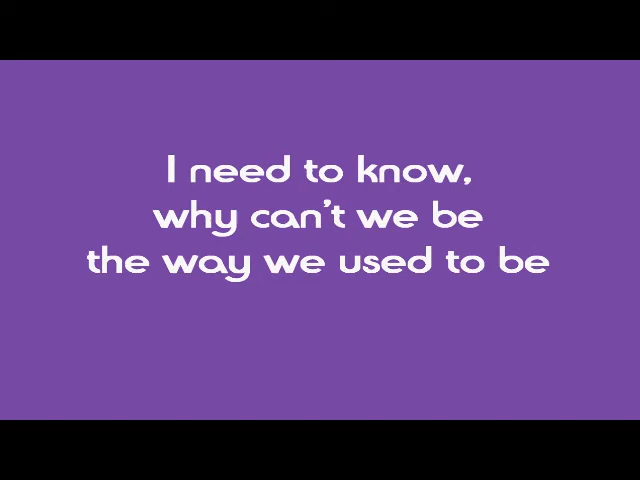 I need to know,
why can't we be
the way we used to be